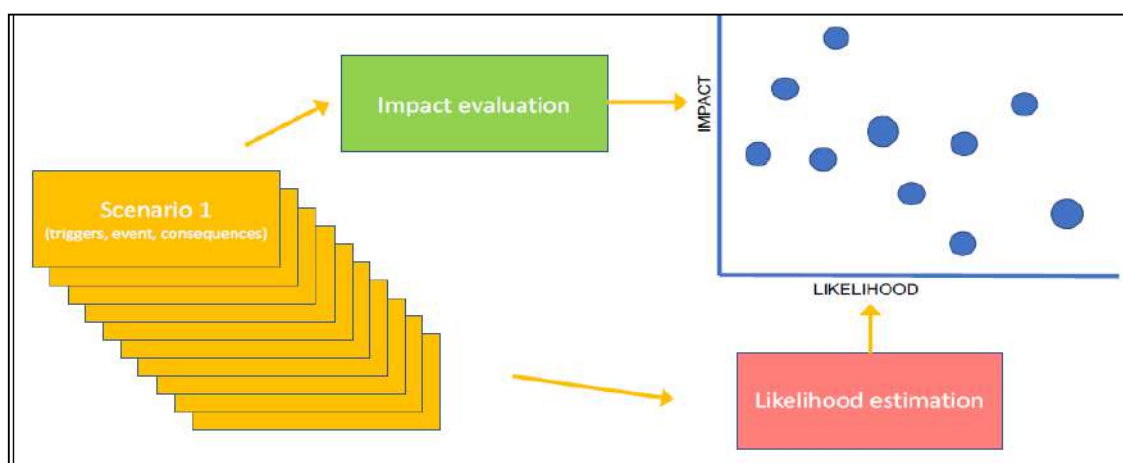 Impact evaluation
IMPACT
Scenario 1
(triggers, event, consequences)
LIKELIHOOD
Likelihood estimation